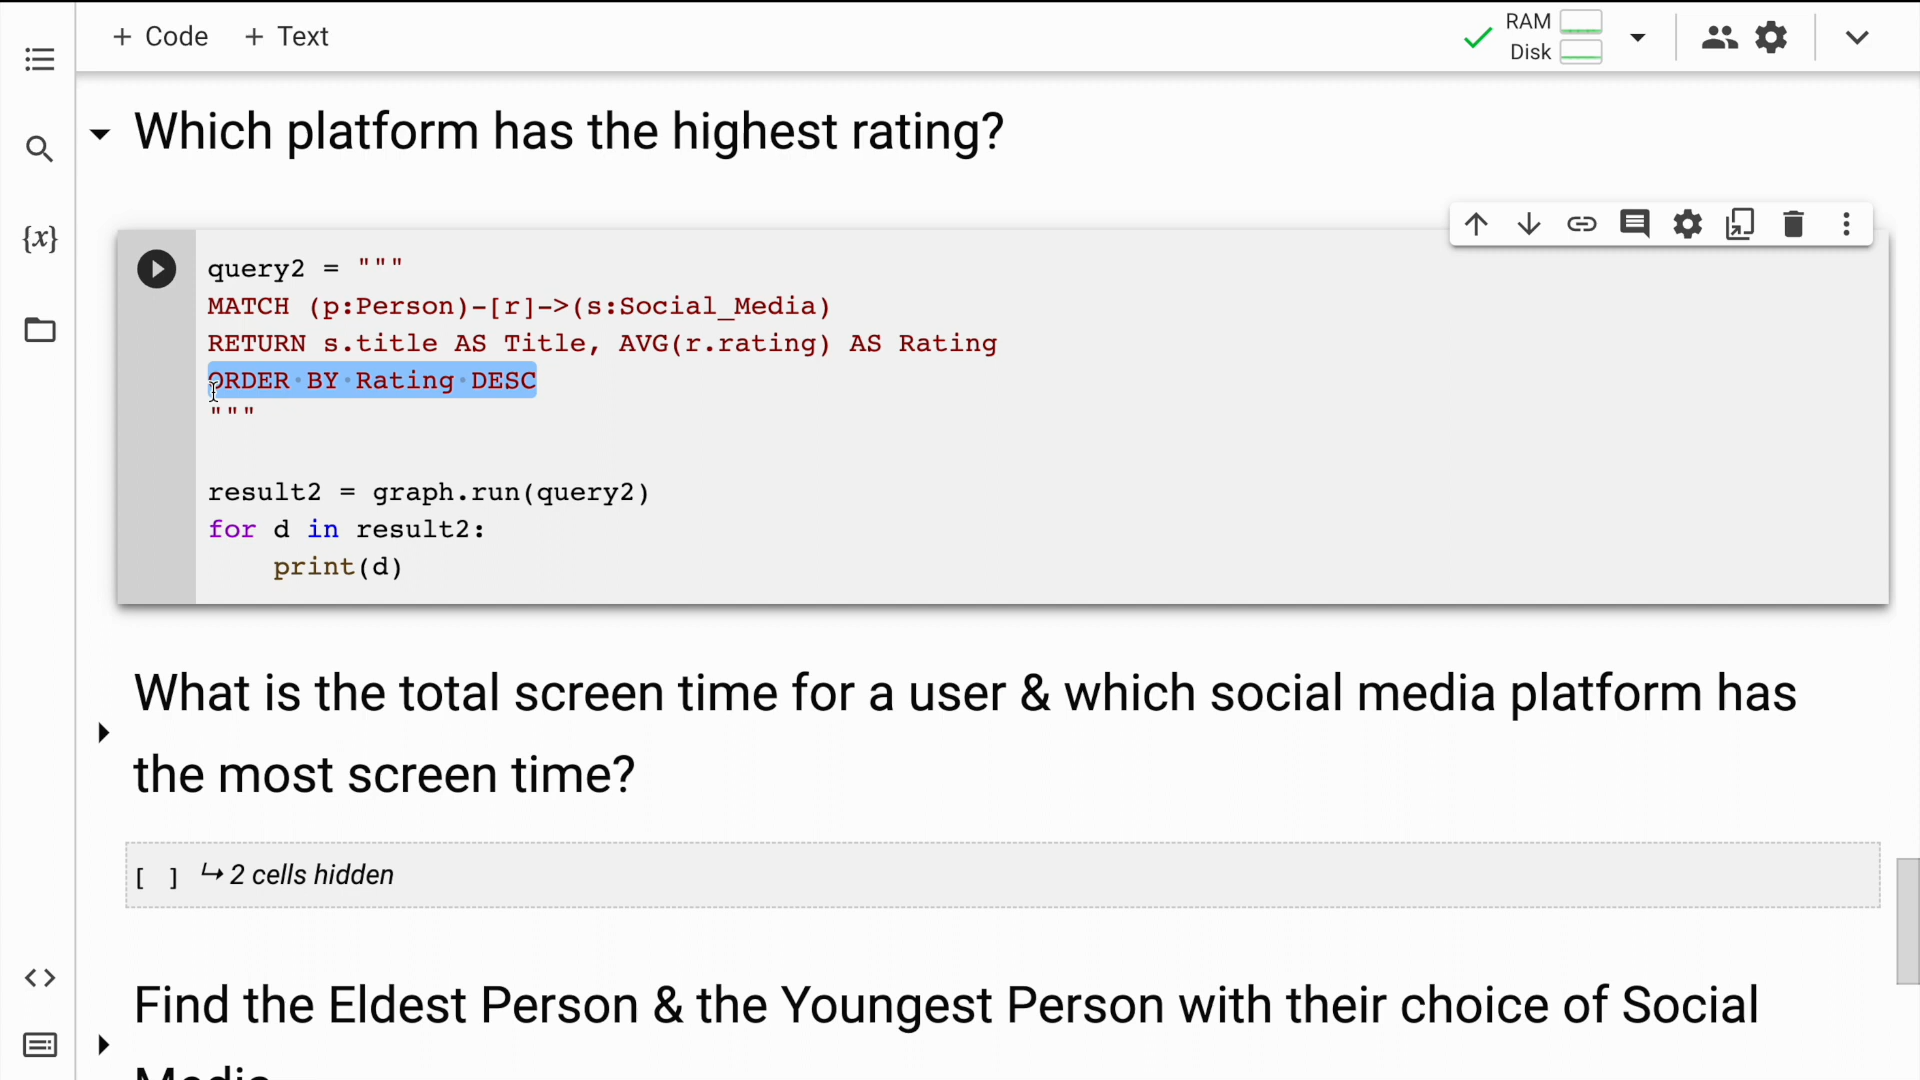 + Code + Text
RAM
Disk
Which platform has the highest rating?
{x}
query2 = """
MATCH (p:Person)-[r]->(s:Social_Media)
RETURN s.title AS Title, AVG(r.rating) AS Rating
ORDER BY Rating DESC
"""
result2 = graph.run(query2)
for d in result2:
    print(d)
What is the total screen time for a user & which social media platform has
the most screen time?
[ ] ↳ 2 cells hidden
Find the Eldest Person & the Youngest Person with their choice of Social
Media